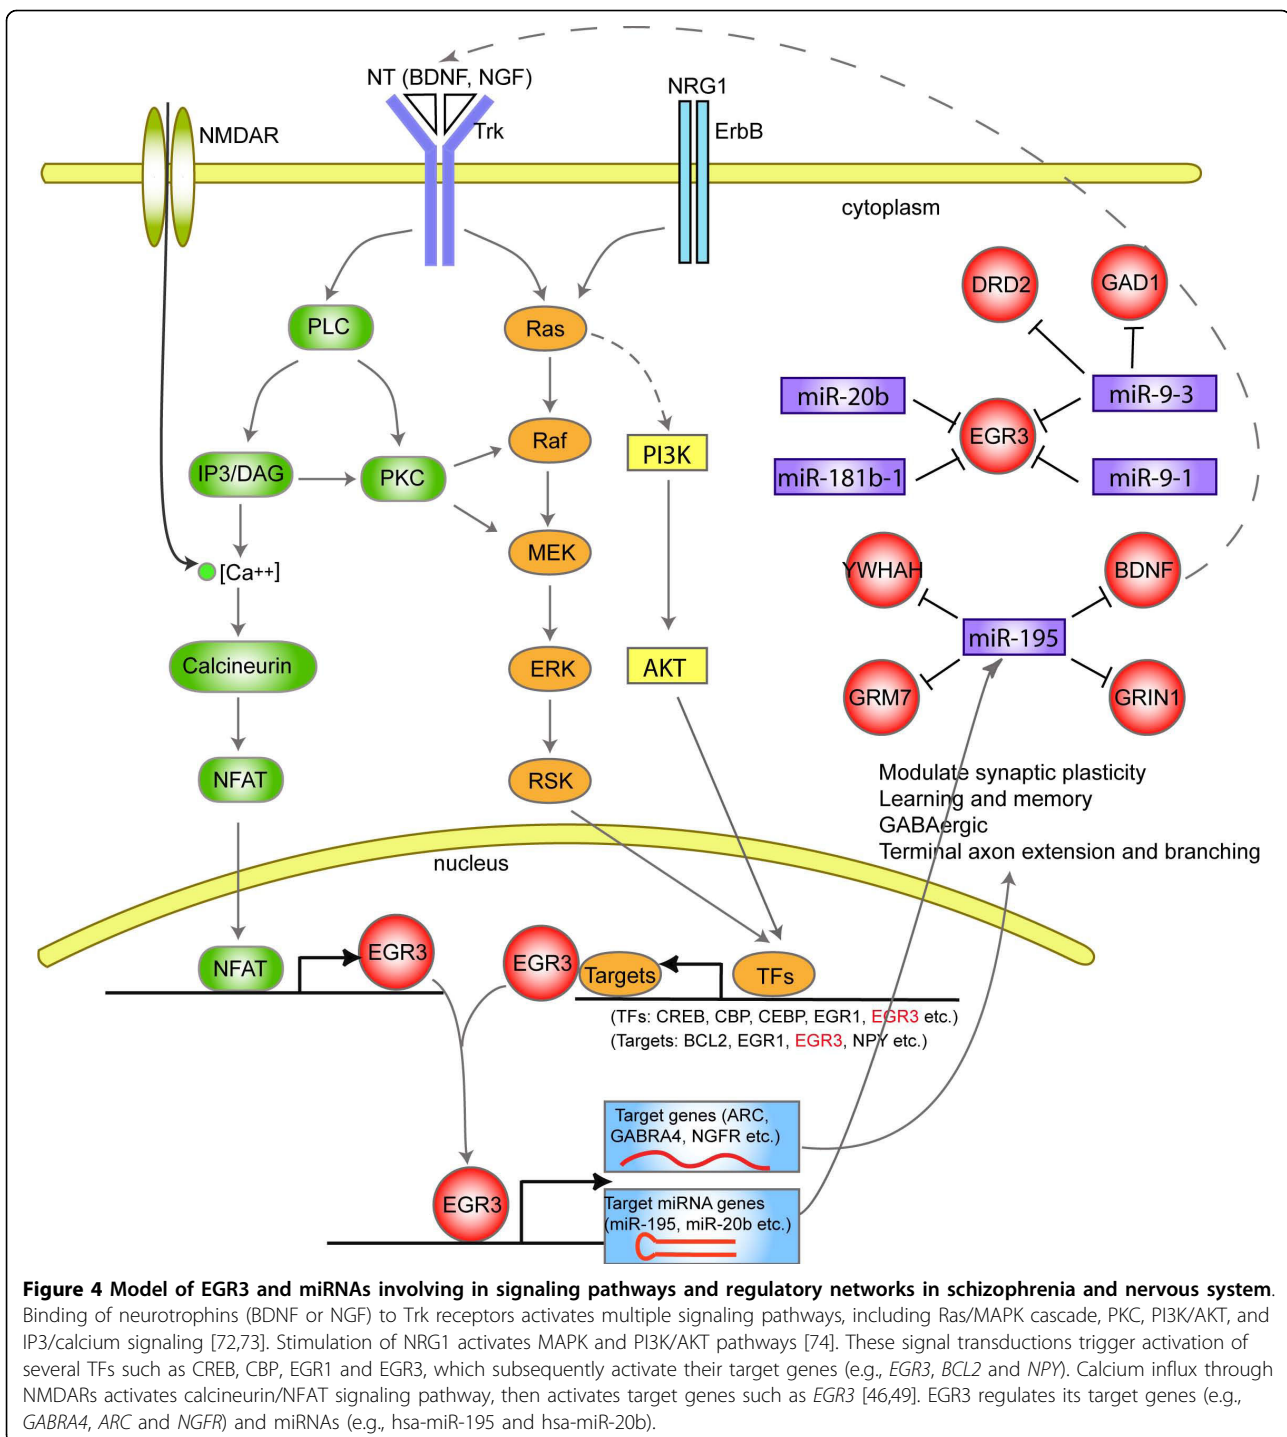 NT (BDNF, NGF)
NRG1
NMDAR
Trk
ErbB
cytoplasm
DRD2
GAD1
PLC
Ras
miR-20b
miR-9-3
EGR3
Raf
PI3K
IP3/DAG
PKC
miR-181b-1
miR-9-1
MEK
[Ca++]
YWHAH
BDNF
miR-195
Calcineurin
ERK
AKT
GRM7
GRIN1
NFAT
RSK
Modulate synaptic plasticity
Learning and memory
GABAergic
Terminal axon extension and branching
nucleus
NFAT
EGR3
EGR3
Targets
TFs
(TFs: CREB, CBP, CEBP, EGR1, EGR3 etc.)
(Targets: BCL2, EGR1, EGR3, NPY etc.)
Target genes (ARC,
GABRA4, NGFR etc.)
EGR3
Target miRNA genes
(miR-195, miR-20b etc.)
Figure 4 Model of EGR3 and miRNAs involving in signaling pathways and regulatory networks in schizophrenia and nervous system.
Binding of neurotrophins (BDNF or NGF) to Trk receptors activates multiple signaling pathways, including Ras/MAPK cascade, PKC, PI3K/AKT, and
IP3/calcium signaling [72,73]. Stimulation of NRG1 activates MAPK and PI3K/AKT pathways [74]. These signal transductions trigger activation of
several TFs such as CREB, CBP, EGR1 and EGR3, which subsequently activate their target genes (e.g., EGR3, BCL2 and NPY). Calcium influx through
NMDARs activates calcineurin/NFAT signaling pathway, then activates target genes such as EGR3 [46,49]. EGR3 regulates its target genes (e.g.,
GABRA4, ARC and NGFR) and miRNAs (e.g., hsa-miR-195 and hsa-miR-20b).